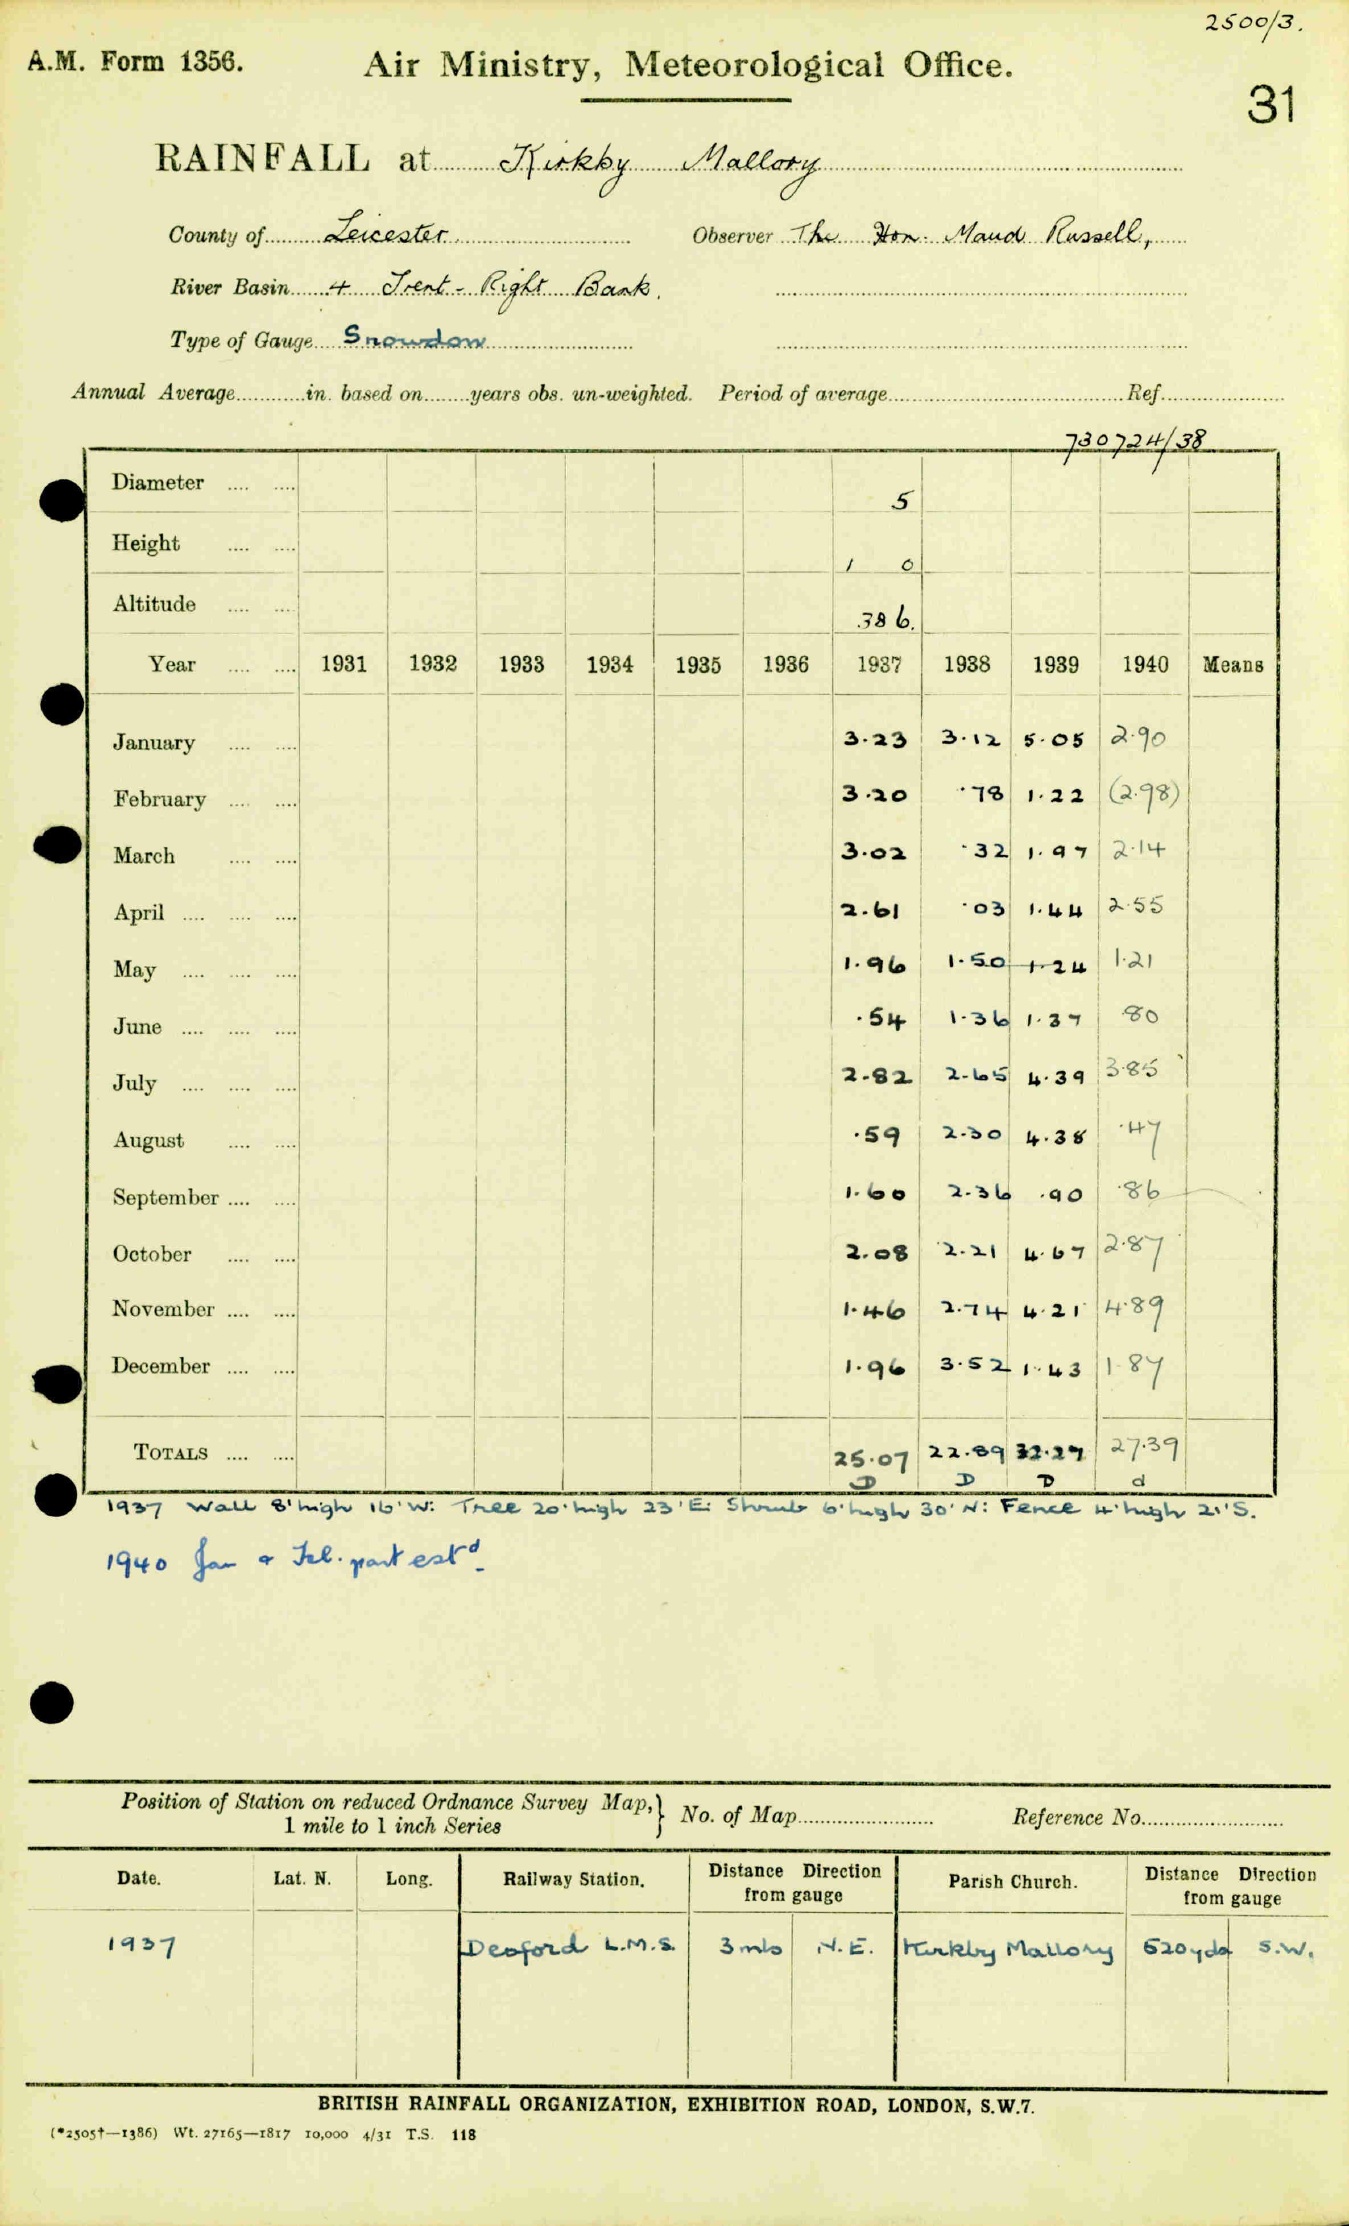 2500/3.
A.M. Form 1356. Air Ministry, Meteorological Office.
31
RAINFALL at Kirkby Mallory
County of Leicester Observer The Hon. Maud Russell,
River Basin 4 Trent - Right Bank.
Type of Gauge Snowdon
Annual Average in. based on years obs. un-weighted. Period of average Ref.
730724/38
Diameter 5
Height 1 0
Altitude 386.
Year 1931 1932 1933 1934 1935 1936 1937 1938 1939 1940 Means
January 3.23 3.12 5.05 2.90
February 3.20 .78 1.22 (2.98)
March 3.02 .32 1.97 2.14
April 2.61 .03 1.44 2.55
May 1.96 1.50 1.24 1.21
June .54 1.36 1.37 .80
July 2.82 2.65 4.39 3.85
August .59 2.30 4.38 .47
September 1.60 2.36 .90 .86
October 2.08 2.21 4.67 2.87
November 1.46 2.74 4.21 4.89
December 1.96 3.52 1.43 1.87
TOTALS 25.07 22.89 32.27 27.39
D D D d
1937 Wall 8' high 16' W: Tree 20' high 23' E: Shrub 6' high 30' N: Fence 4' high 21' S.
1940 Jan & Feb. part estd.
Position of Station on reduced Ordnance Survey Map, 1 mile to 1 inch Series } No. of Map Reference No.
Date. Lat. N. Long. Railway Station. Distance Direction from gauge Parish Church. Distance Direction from gauge
1937 Desford L.M.S. 3 mls N.E. Kirkby Mallory 520 yds S.W.
BRITISH RAINFALL ORGANIZATION, EXHIBITION ROAD, LONDON, S.W.7.
(*2505†—1386) Wt. 27165—1817 10,000 4/31 T.S. 118